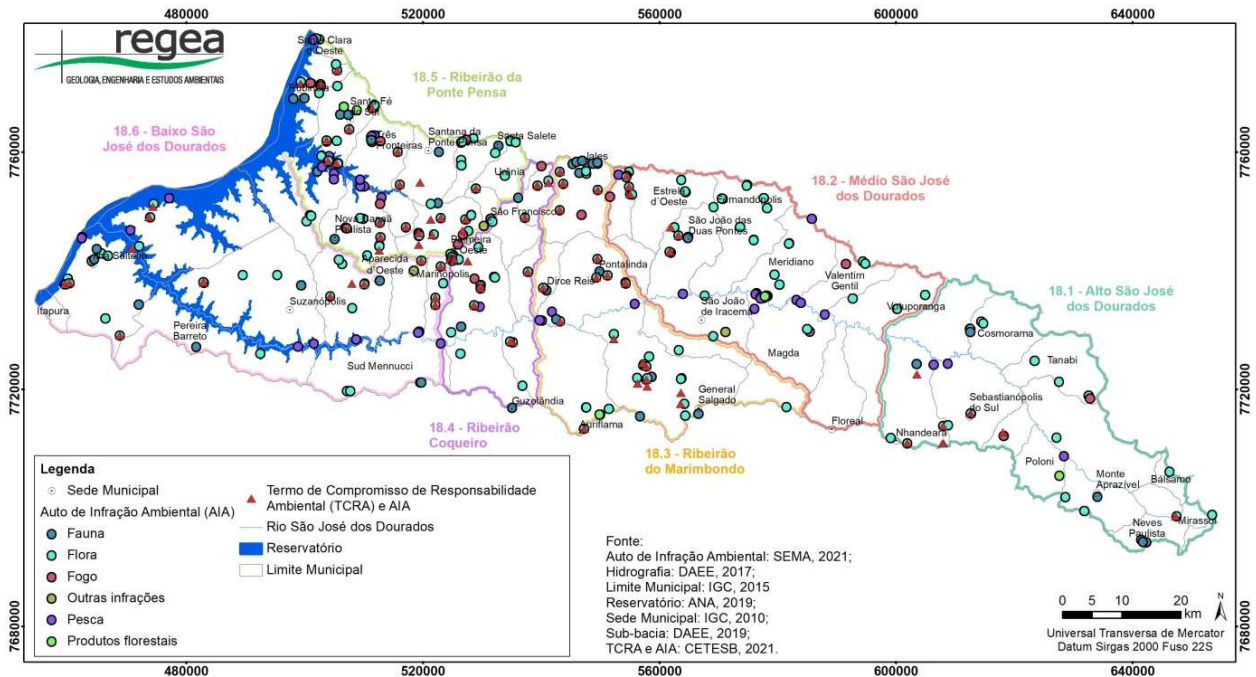 480000
520000
560000
600000
640000
regea
GEOLOGIA, ENGENHARIA E ESTUDOS AMBIENTAIS
7760000
7760000
7720000
7720000
7680000
7680000
18.5 - Ribeirão da
Ponte Pensa
18.6 - Baixo São
José dos Dourados
18.2 - Médio São José
dos Dourados
18.1 - Alto São José
dos Dourados
18.4 - Ribeirão
Coqueiro
18.3 - Ribeirão
do Marimbondo
Santa Clara
d'Oeste
Rubinéia
Santa Fé
do Sul
Três
Fronteiras
Santana da
Ponte Pensa
Santa Salete
Urânia
Jales
São Francisco
Nova Canaã
Paulista
Palmeira
d'Oeste
Aparecida
d'Oeste
Marinópolis
Dirce Reis
Pontalinda
Estrela
d'Oeste
Fernandópolis
São João das
Duas Pontes
Meridiano
Valentim
Gentil
Votuporanga
São João
de Iracema
Magda
Ilha Solteira
Itapura
Pereira
Barreto
Suzanápolis
Sud Mennucci
Guzolândia
Auriflama
General
Salgado
Floreal
Nhandeara
Cosmorama
Tanabi
Sebastianópolis
do Sul
Poloni
Monte
Aprazível
Bálsamo
Neves
Paulista
Mirassol
Legenda
Sede Municipal
Auto de Infração Ambiental (AIA)
Fauna
Flora
Fogo
Outras infrações
Pesca
Produtos florestais
Termo de Compromisso de Responsabilidade
Ambiental (TCRA) e AIA
Rio São José dos Dourados
Reservatório
Limite Municipal
Fonte:
Auto de Infração Ambiental: SEMA, 2021;
Hidrografia: DAEE, 2017;
Limite Municipal: IGC, 2015
Reservatório: ANA, 2019;
Sede Municipal: IGC, 2010;
Sub-bacia: DAEE, 2019;
TCRA e AIA: CETESB, 2021.
0 5 10 20
km
N
Universal Transversa de Mercator
Datum Sirgas 2000 Fuso 22S
480000
520000
560000
600000
640000